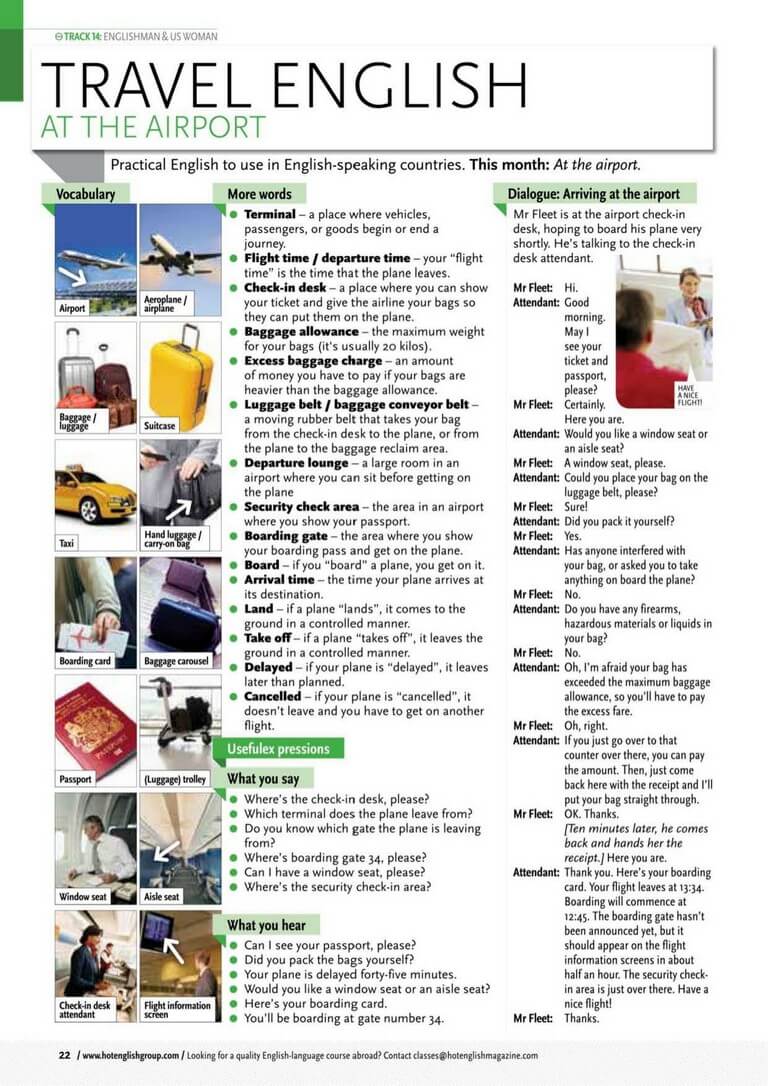 TRACK 14: ENGLISHMAN & US WOMAN
TRAVEL ENGLISH
AT THE AIRPORT
Practical English to use in English-speaking countries. This month: At the airport.
Vocabulary
Airport
Aeroplane /
airplane
Baggage /
luggage
Suitcase
Taxi
Hand luggage /
carry-on bag
Boarding card
Baggage carousel
Passport
(Luggage) trolley
Window seat
Aisle seat
Check-in desk
attendant
Flight information
screen
More words
Terminal – a place where vehicles,
passengers, or goods begin or end a
journey.
Flight time / departure time – your “flight
time” is the time that the plane leaves.
Check-in desk – a place where you can show
your ticket and give the airline your bags so
they can put them on the plane.
Baggage allowance – the maximum weight
for your bags (it's usually 20 kilos).
Excess baggage charge – an amount
of money you have to pay if your bags are
heavier than the baggage allowance.
Luggage belt / baggage conveyor belt –
a moving rubber belt that takes your bag
from the check-in desk to the plane, or from
the plane to the baggage reclaim area.
Departure lounge – a large room in an
airport where you can sit before getting on
the plane
Security check area – the area in an airport
where you show your passport.
Boarding gate – the area where you show
your boarding pass and get on the plane.
Board – if you “board” a plane, you get on it.
Arrival time – the time your plane arrives at
its destination.
Land – if a plane “lands”, it comes to the
ground in a controlled manner.
Take off – if a plane “takes off”, it leaves the
ground in a controlled manner.
Delayed – if your plane is “delayed”, it leaves
later than planned.
Cancelled – if your plane is “cancelled”, it
doesn't leave and you have to get on another
flight.
Usefulex pressions
What you say
Where's the check-in desk, please?
Which terminal does the plane leave from?
Do you know which gate the plane is leaving
from?
Where's boarding gate 34, please?
Can I have a window seat, please?
Where's the security check-in area?
What you hear
Can I see your passport, please?
Did you pack the bags yourself?
Your plane is delayed forty-five minutes.
Would you like a window seat or an aisle seat?
Here's your boarding card.
You'll be boarding at gate number 34.
Dialogue: Arriving at the airport
Mr Fleet is at the airport check-in
desk, hoping to board his plane very
shortly. He's talking to the check-in
desk attendant.
Mr Fleet: Hi.
Attendant: Good
morning.
May I
see your
ticket and
passport,
please?
HAVE
A NICE
FLIGHT!
Mr Fleet: Certainly.
Here you are.
Attendant: Would you like a window seat or
an aisle seat?
Mr Fleet: A window seat, please.
Attendant: Could you place your bag on the
luggage belt, please?
Mr Fleet: Sure!
Attendant: Did you pack it yourself?
Mr Fleet: Yes.
Attendant: Has anyone interfered with
your bag, or asked you to take
anything on board the plane?
Mr Fleet: No.
Attendant: Do you have any firearms,
hazardous materials or liquids in
your bag?
Mr Fleet: No.
Attendant: Oh, I'm afraid your bag has
exceeded the maximum baggage
allowance, so you'll have to pay
the excess fare.
Mr Fleet: Oh, right.
Attendant: If you just go over to that
counter over there, you can pay
the amount. Then, just come
back here with the receipt and I'll
put your bag straight through.
Mr Fleet: OK. Thanks.
[Ten minutes later, he comes
back and hands her the
receipt.] Here you are.
Attendant: Thank you. Here's your boarding
card. Your flight leaves at 13:34.
Boarding will commence at
12:45. The boarding gate hasn't
been announced yet, but it
should appear on the flight
information screens in about
half an hour. The security check-
in area is just over there. Have a
nice flight!
Mr Fleet: Thanks.
22 / www.hotenglishgroup.com / Looking for a quality English-language course abroad? Contact classes@hotenglishmagazine.com